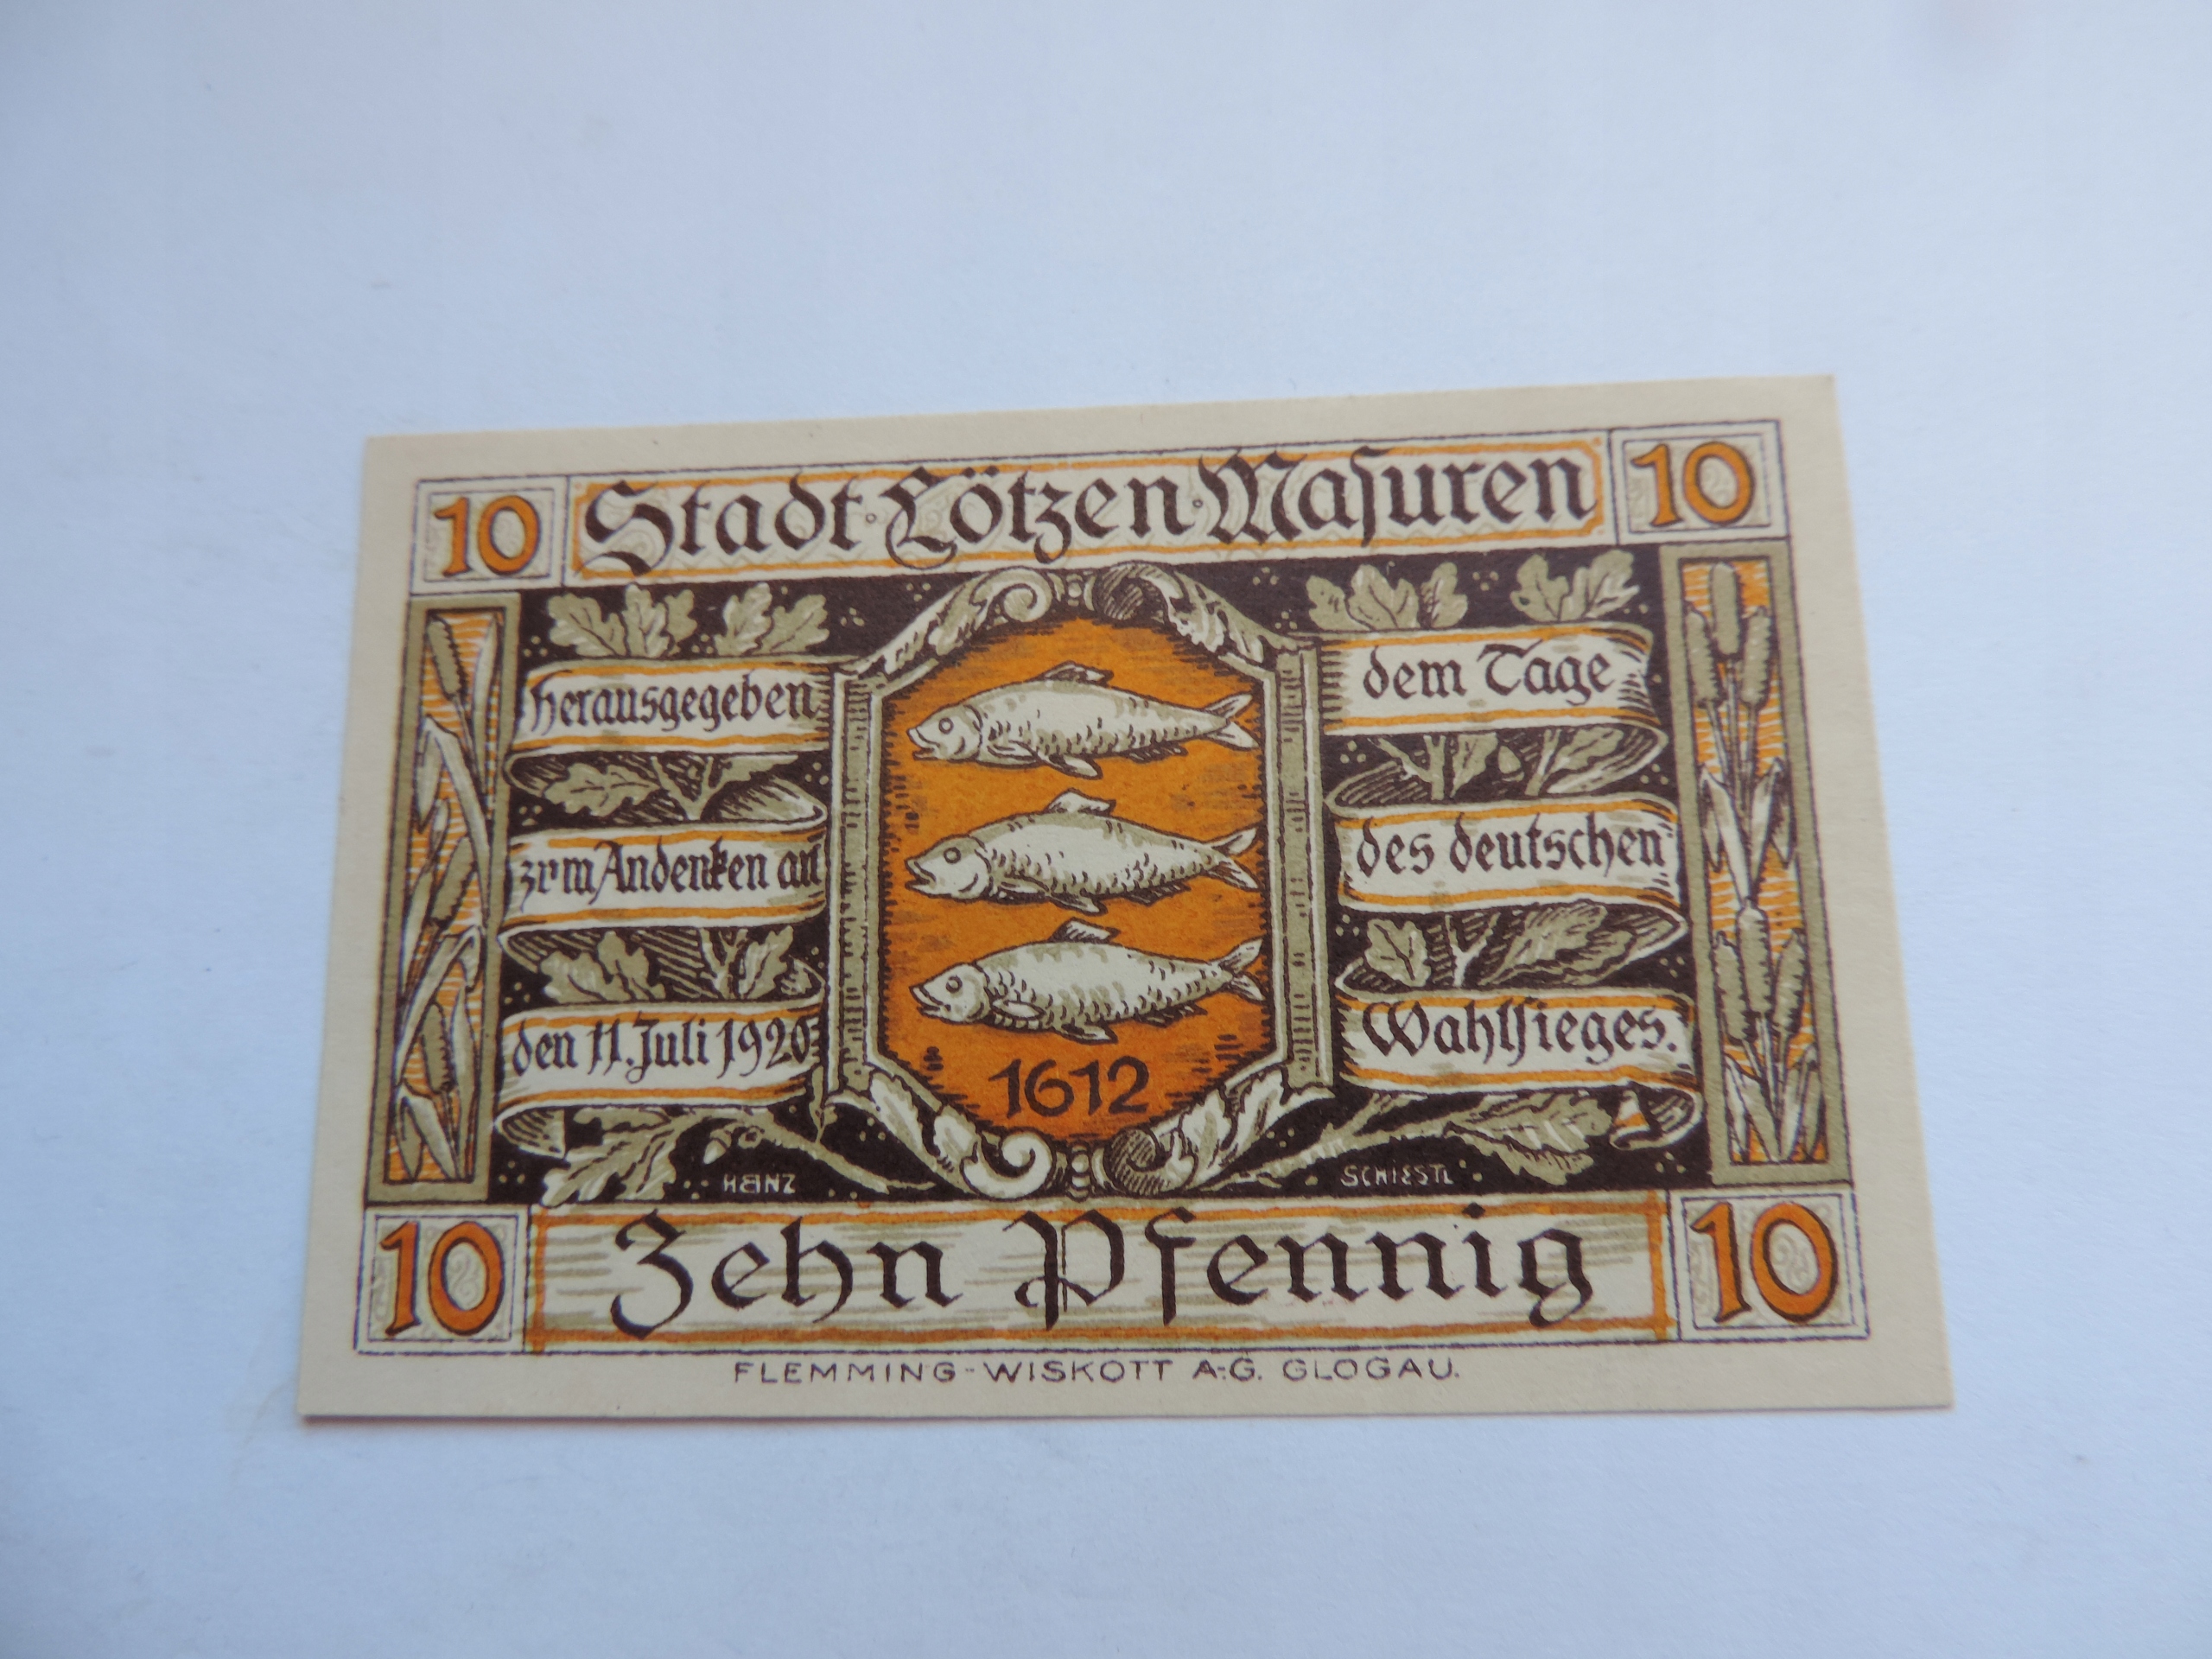 10 Stadt · Lötzen · Maſuren 10
herausgegeben
zum Andenken an
den 11. Juli 1920
dem Tage
des deutschen
Wahlſieges.
1612
HEINZ SCHIESTL
10 Zehn Pfennig 10
FLEMMING-WISKOTT A-G. GLOGAU.